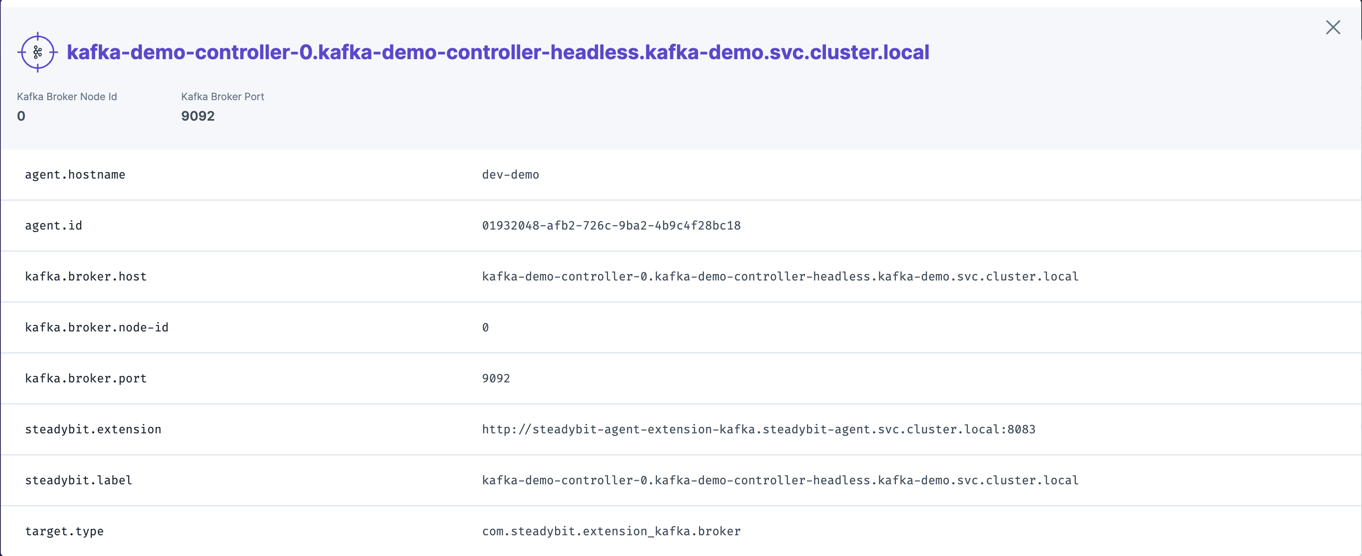 kafka-demo-controller-0.kafka-demo-controller-headless.kafka-demo.svc.cluster.local
Kafka Broker Node Id Kafka Broker Port
0 9092
agent.hostname dev-demo
agent.id 01932048-afb2-726c-9ba2-4b9c4f28bc18
kafka.broker.host kafka-demo-controller-0.kafka-demo-controller-headless.kafka-demo.svc.cluster.local
kafka.broker.node-id 0
kafka.broker.port 9092
steadybit.extension http://steadybit-agent-extension-kafka.steadybit-agent.svc.cluster.local:8083
steadybit.label kafka-demo-controller-0.kafka-demo-controller-headless.kafka-demo.svc.cluster.local
target.type com.steadybit.extension_kafka.broker